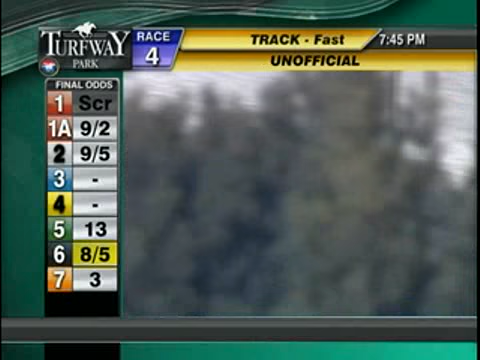 TURFWAY
PARK
RACE
4
TRACK - Fast
7:45 PM
UNOFFICIAL
FINAL ODDS
1 Scr
1A 9/2
2 9/5
3 -
4 -
5 13
6 8/5
7 3